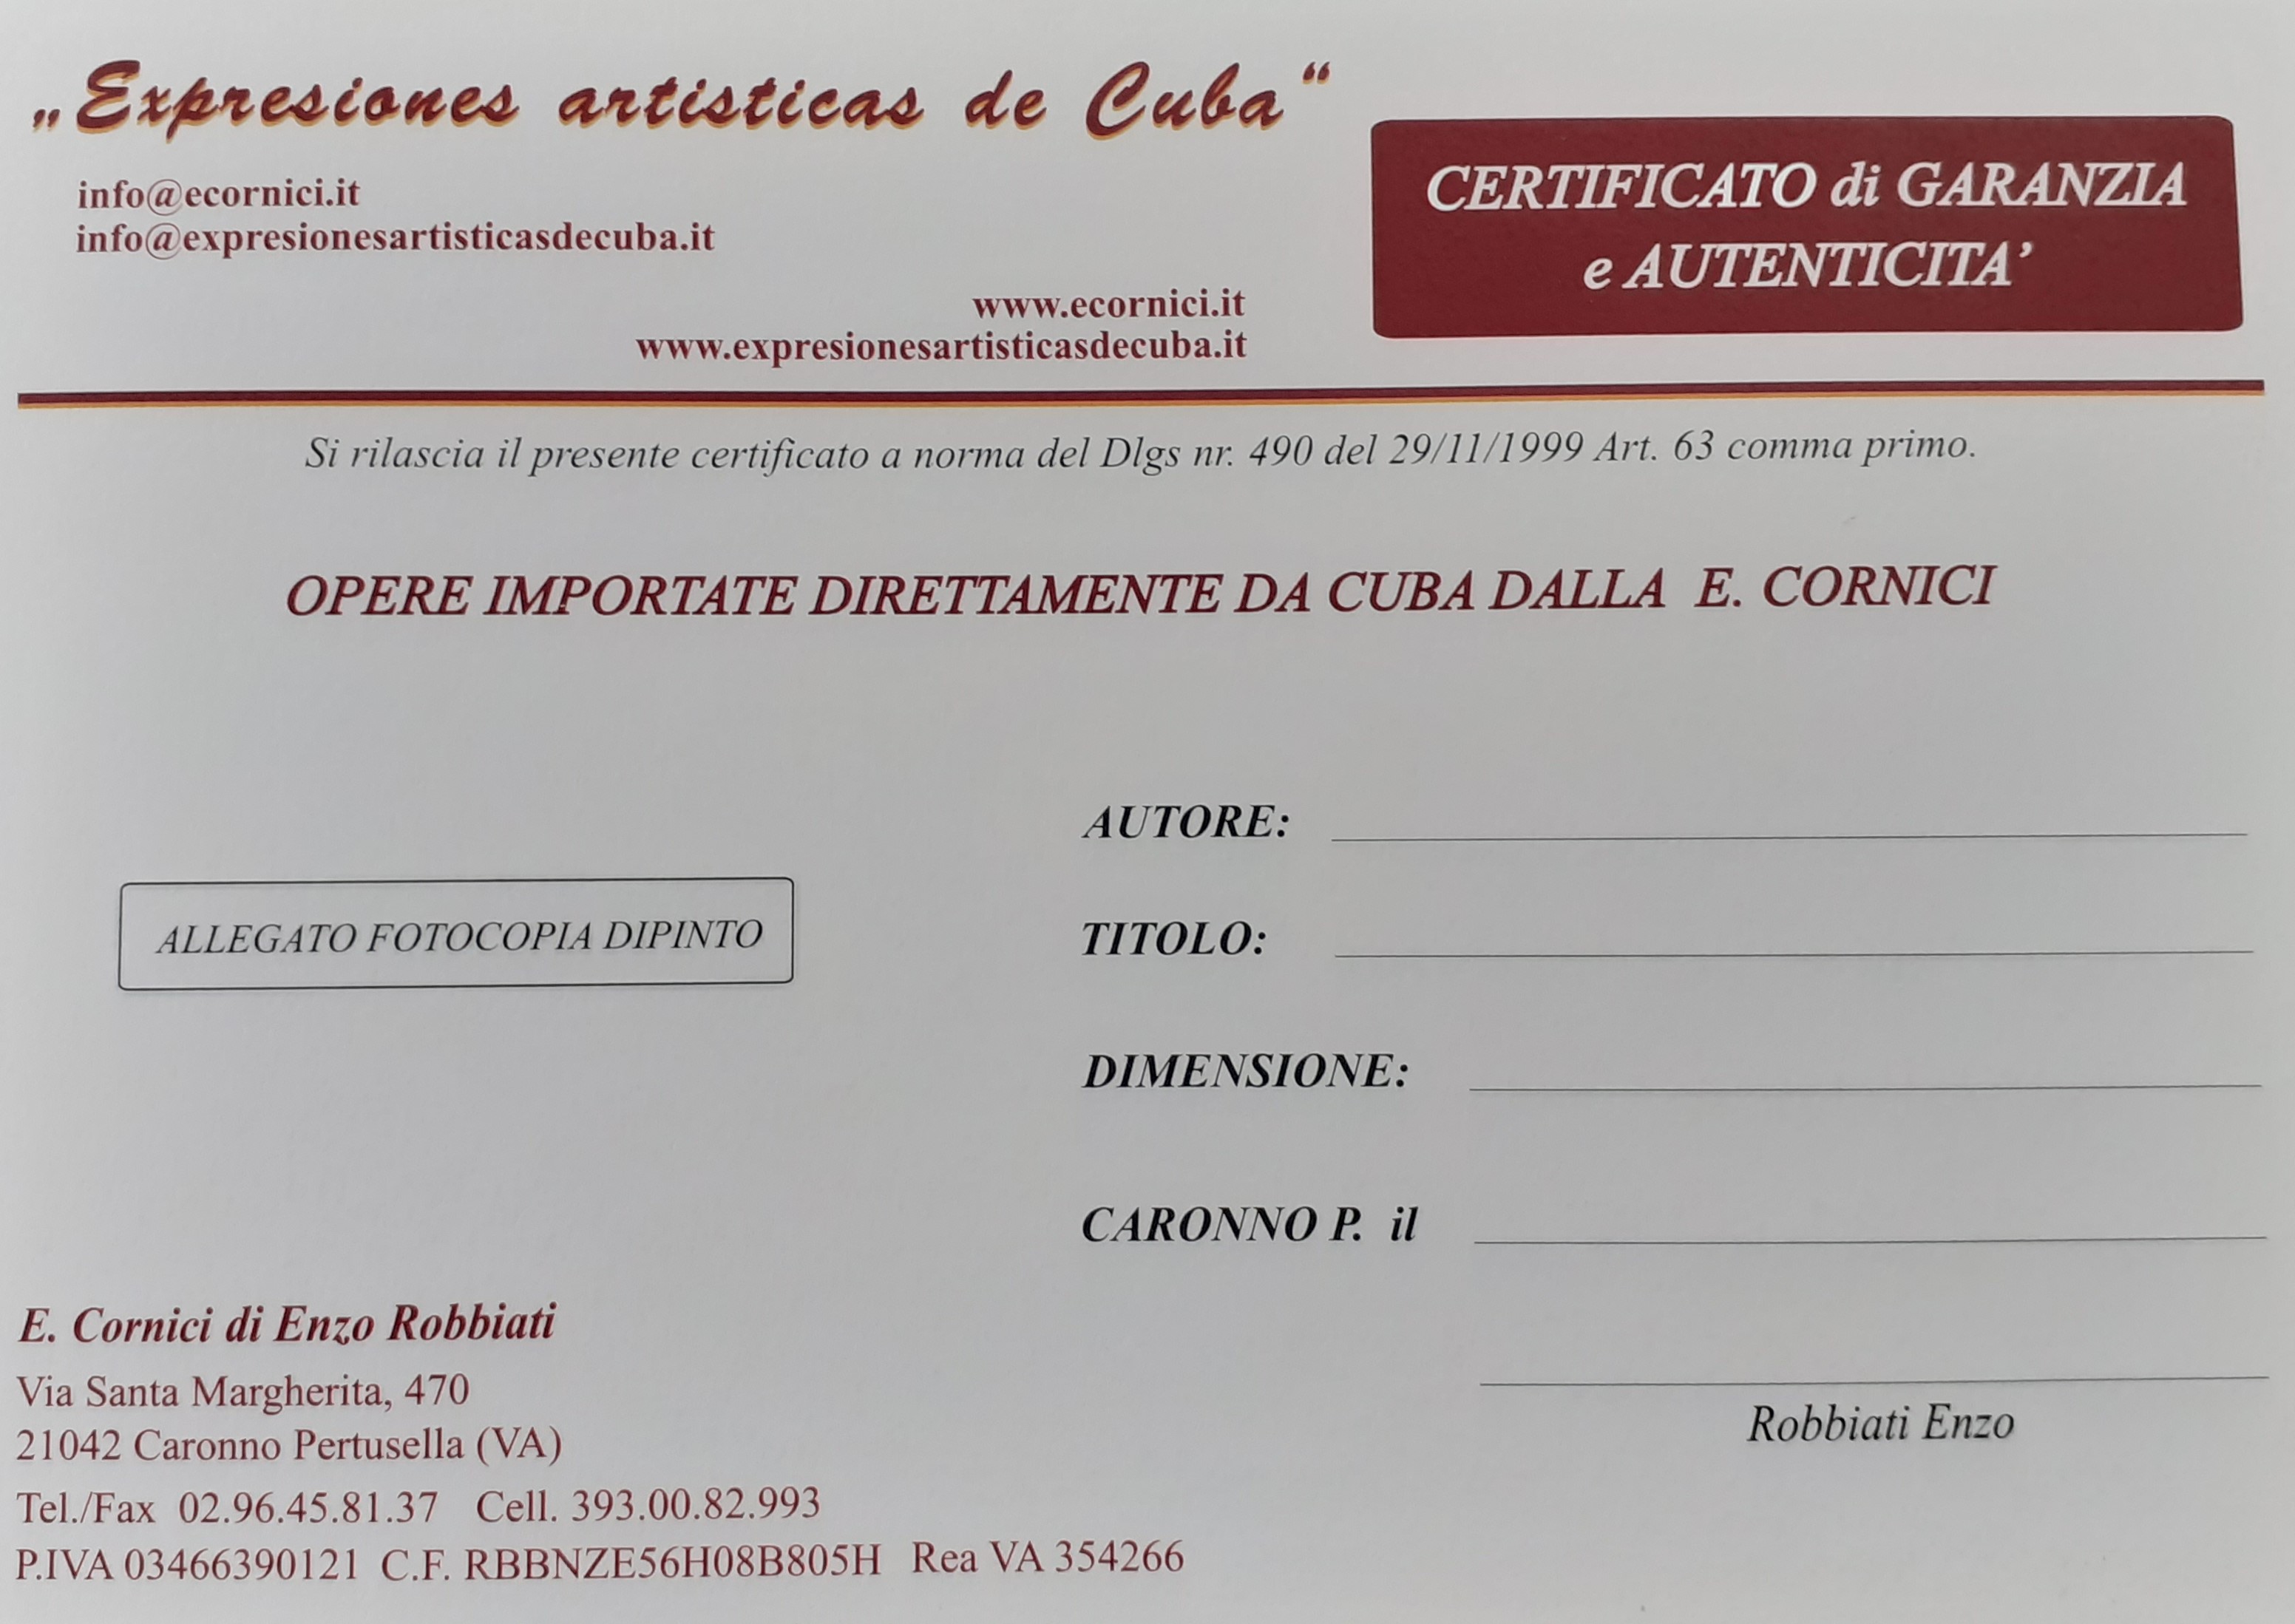 „Expresiones artisticas de Cuba“
info@ecornici.it
info@expresionesartisticasdecuba.it
www.ecornici.it
www.expresionesartisticasdecuba.it
CERTIFICATO di GARANZIA
e AUTENTICITA’
Si rilascia il presente certificato a norma del Dlgs nr. 490 del 29/11/1999 Art. 63 comma primo.
OPERE IMPORTATE DIRETTAMENTE DA CUBA DALLA E. CORNICI
ALLEGATO FOTOCOPIA DIPINTO
AUTORE:
TITOLO:
DIMENSIONE:
CARONNO P. il
Robbiati Enzo
E. Cornici di Enzo Robbiati
Via Santa Margherita, 470
21042 Caronno Pertusella (VA)
Tel./Fax 02.96.45.81.37 Cell. 393.00.82.993
P.IVA 03466390121 C.F. RBBNZE56H08B805H Rea VA 354266